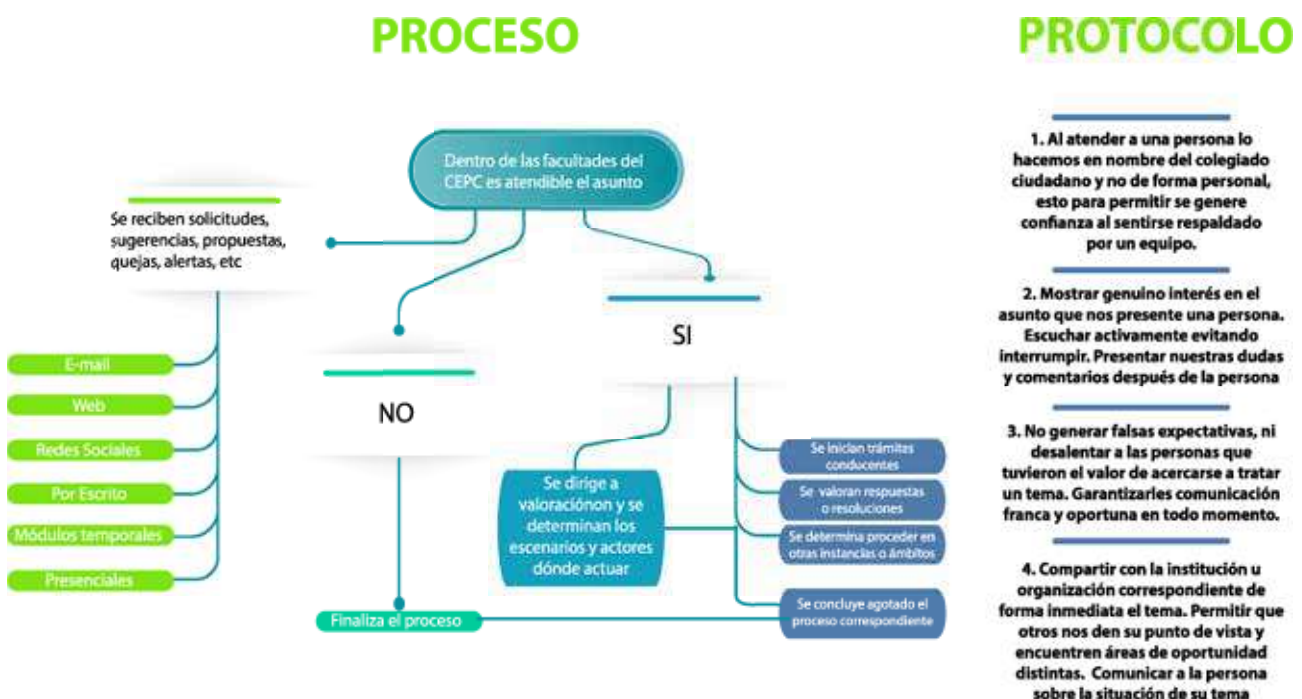 PROCESO
Dentro de las facultades del
CEPC es atendible el asunto
Se reciben solicitudes,
sugerencias, propuestas,
quejas, alertas, etc
E-mail
Web
Redes Sociales
Por Escrito
Módulos temporales
Presenciales
NO
Finaliza el proceso
SI
Se dirige a
valoraciónon y se
determinan los
escenarios y actores
dónde actuar
Se inician trámites
conducentes
Se valoran respuestas
o resoluciones
Se determina proceder en
otras instancias o ámbitos
Se concluye agotado el
proceso correspondiente
PROTOCOLO
1. Al atender a una persona lo
hacemos en nombre del colegiado
ciudadano y no de forma personal,
esto para permitir se genere
confianza al sentirse respaldado
por un equipo.
2. Mostrar genuino interés en el
asunto que nos presente una persona.
Escuchar activamente evitando
interrumpir. Presentar nuestras dudas
y comentarios después de la persona
3. No generar falsas expectativas, ni
desalentar a las personas que
tuvieron el valor de acercarse a tratar
un tema. Garantizarles comunicación
franca y oportuna en todo momento.
4. Compartir con la institución u
organización correspondiente de
forma inmediata el tema. Permitir que
otros nos den su punto de vista y
encuentren áreas de oportunidad
distintas. Comunicar a la persona
sobre la situación de su tema